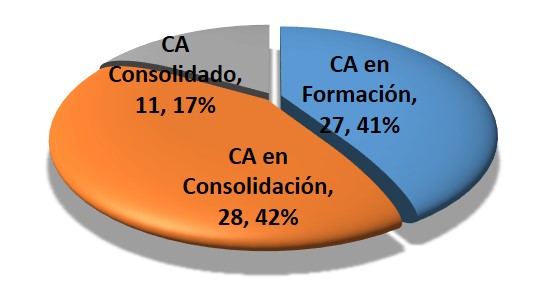 CA
Consolidado,
11, 17%
CA en
Formación,
27, 41%
CA en
Consolidación,
28, 42%